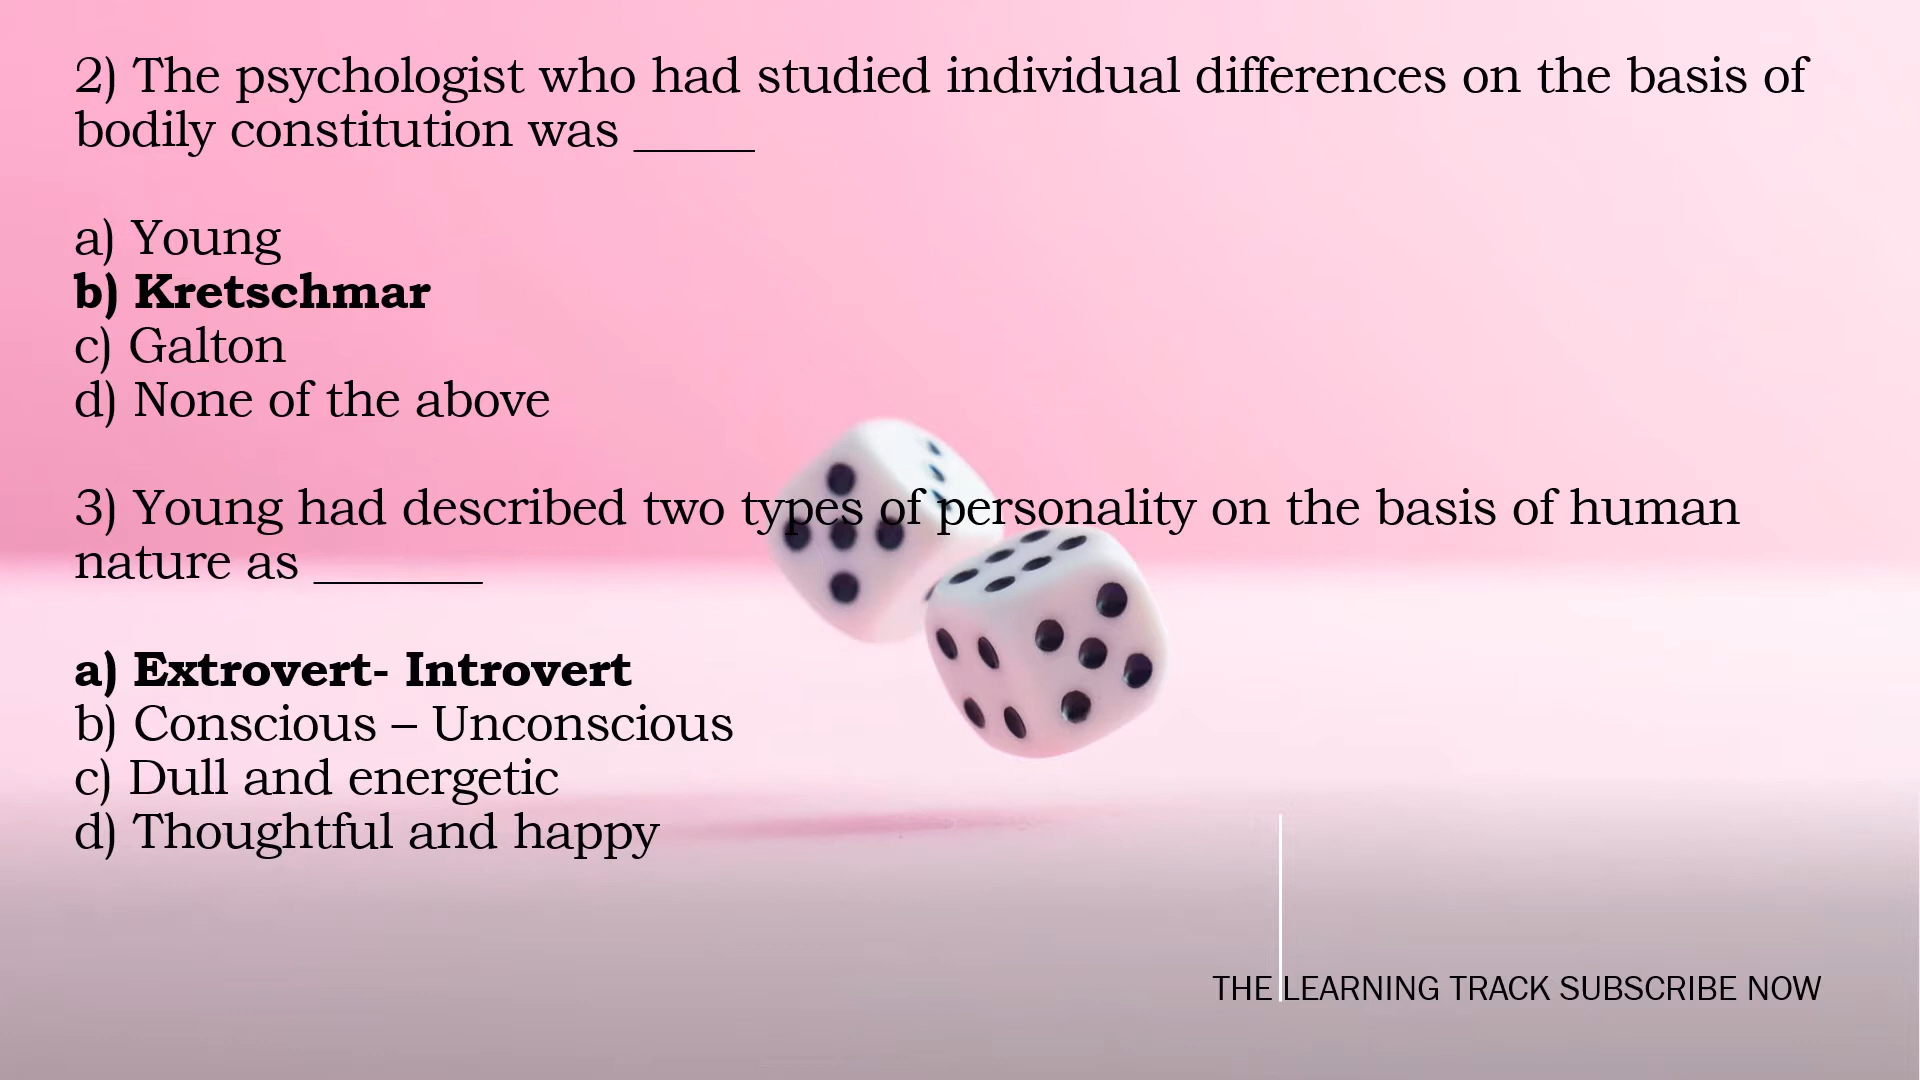 2) The psychologist who had studied individual differences on the basis of
bodily constitution was _____
a) Young
b) Kretschmar
c) Galton
d) None of the above
3) Young had described two types of personality on the basis of human
nature as _______
a) Extrovert- Introvert
b) Conscious – Unconscious
c) Dull and energetic
d) Thoughtful and happy
THE LEARNING TRACK SUBSCRIBE NOW